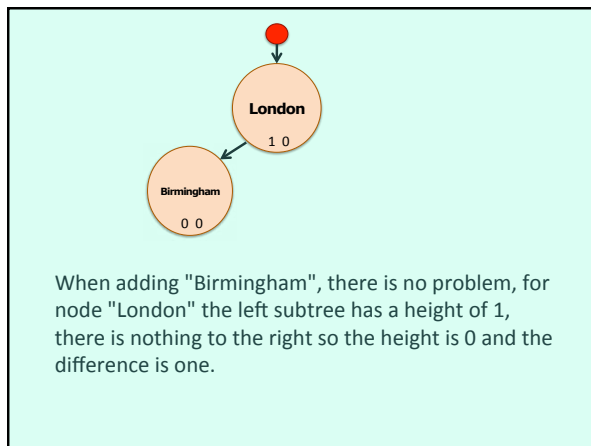 London
1 0
Birmingham
0 0
When adding "Birmingham", there is no problem, for
node "London" the left subtree has a height of 1,
there is nothing to the right so the height is 0 and the
difference is one.